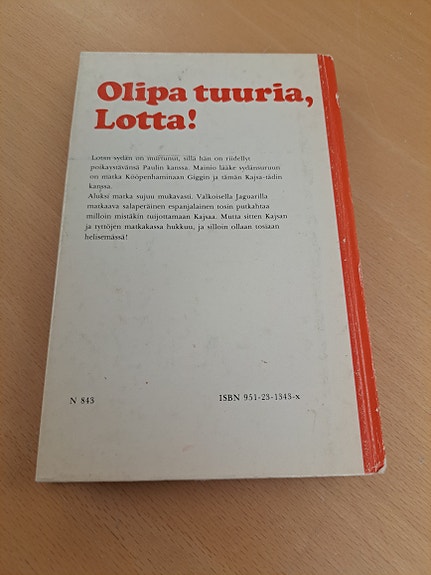 Olipa tuuria,
Lotta!
Lotan sydän on murtunut, sillä hän on riidellyt
poikaystävänsä Paulin kanssa. Mainio lääke sydänsuruun
on matka Kööpenhaminaan Giggin ja tämän Kajsa-tädin
kanssa.
Aluksi matka sujuu mukavasti. Valkoisella Jaguarilla
matkaava salaperäinen espanjalainen tosin putkahtaa
milloin mistäkin tuijottamaan Kajsaa. Mutta sitten Kajsan
ja tyttöjen matkakassa hukkuu, ja silloin ollaan tosiaan
helisemässä!
N 843 ISBN 951-23-1343-x